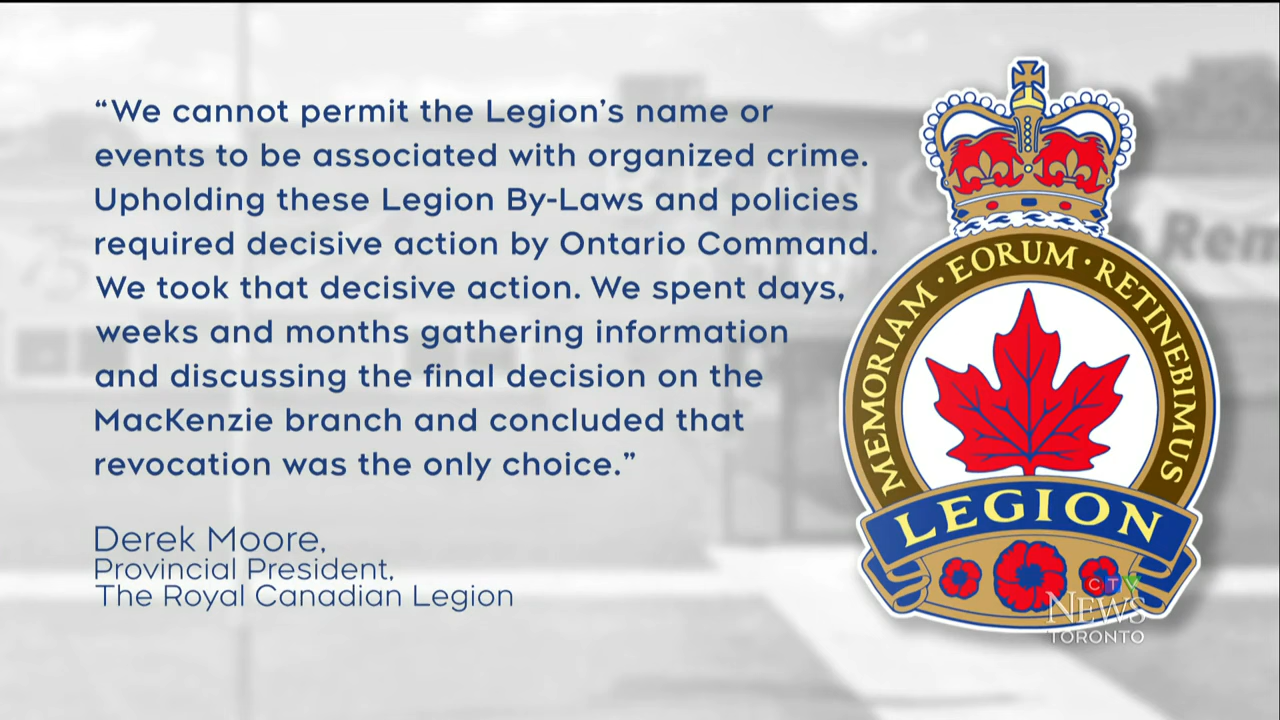 “We cannot permit the Legion’s name or
events to be associated with organized crime.
Upholding these Legion By-Laws and policies
required decisive action by Ontario Command.
We took that decisive action. We spent days,
weeks and months gathering information
and discussing the final decision on the
MacKenzie branch and concluded that
revocation was the only choice.”
Derek Moore,
Provincial President,
The Royal Canadian Legion
MEMORIAM · EORUM · RETINEBIMUS
LEGION
CTV
NEWS
TORONTO